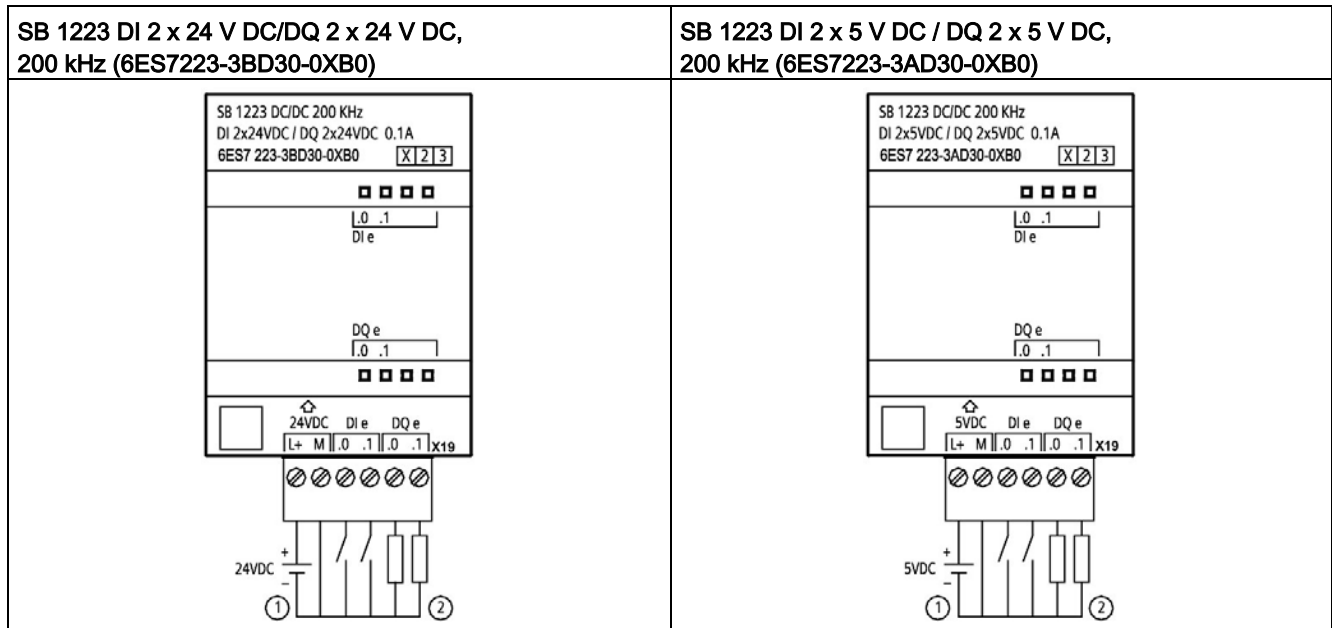 SB 1223 DI 2 x 24 V DC/DQ 2 x 24 V DC,
200 kHz (6ES7223-3BD30-0XB0)
SB 1223 DC/DC 200 KHz
DI 2x24VDC / DQ 2x24VDC 0.1A
6ES7 223-3BD30-0XB0 X 2 3
.0 .1
DI e
DQ e
.0 .1
24VDC DI e DQ e
L+ M .0 .1 .0 .1 X19
+
24VDC
–
① ②
SB 1223 DI 2 x 5 V DC / DQ 2 x 5 V DC,
200 kHz (6ES7223-3AD30-0XB0)
SB 1223 DC/DC 200 KHz
DI 2x5VDC / DQ 2x5VDC 0.1A
6ES7 223-3AD30-0XB0 X 2 3
.0 .1
DI e
DQ e
.0 .1
5VDC DI e DQ e
L+ M .0 .1 .0 .1 X19
+
5VDC
–
① ②